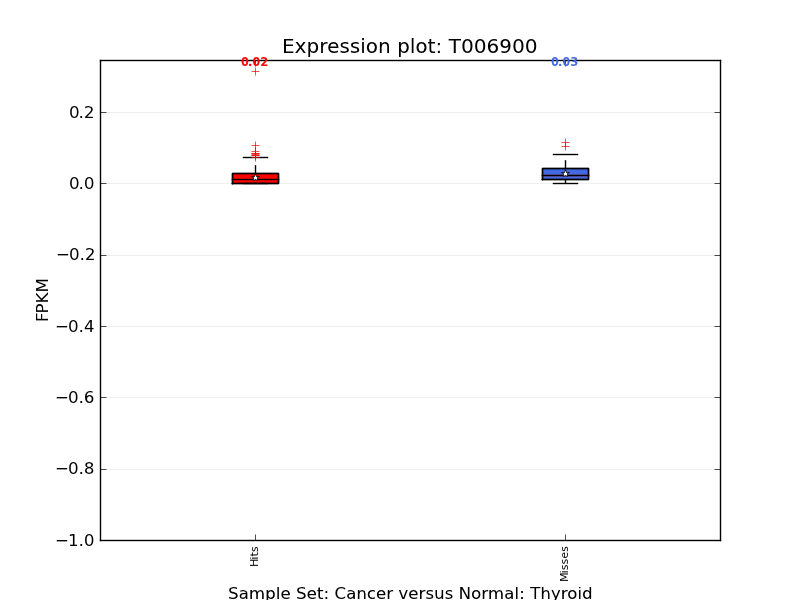 Expression plot: T006900
0.02
0.03
0.2
0.0
−0.2
−0.4
−0.6
−0.8
−1.0
FPKM
Hits
Misses
Sample Set: Cancer versus Normal: Thyroid